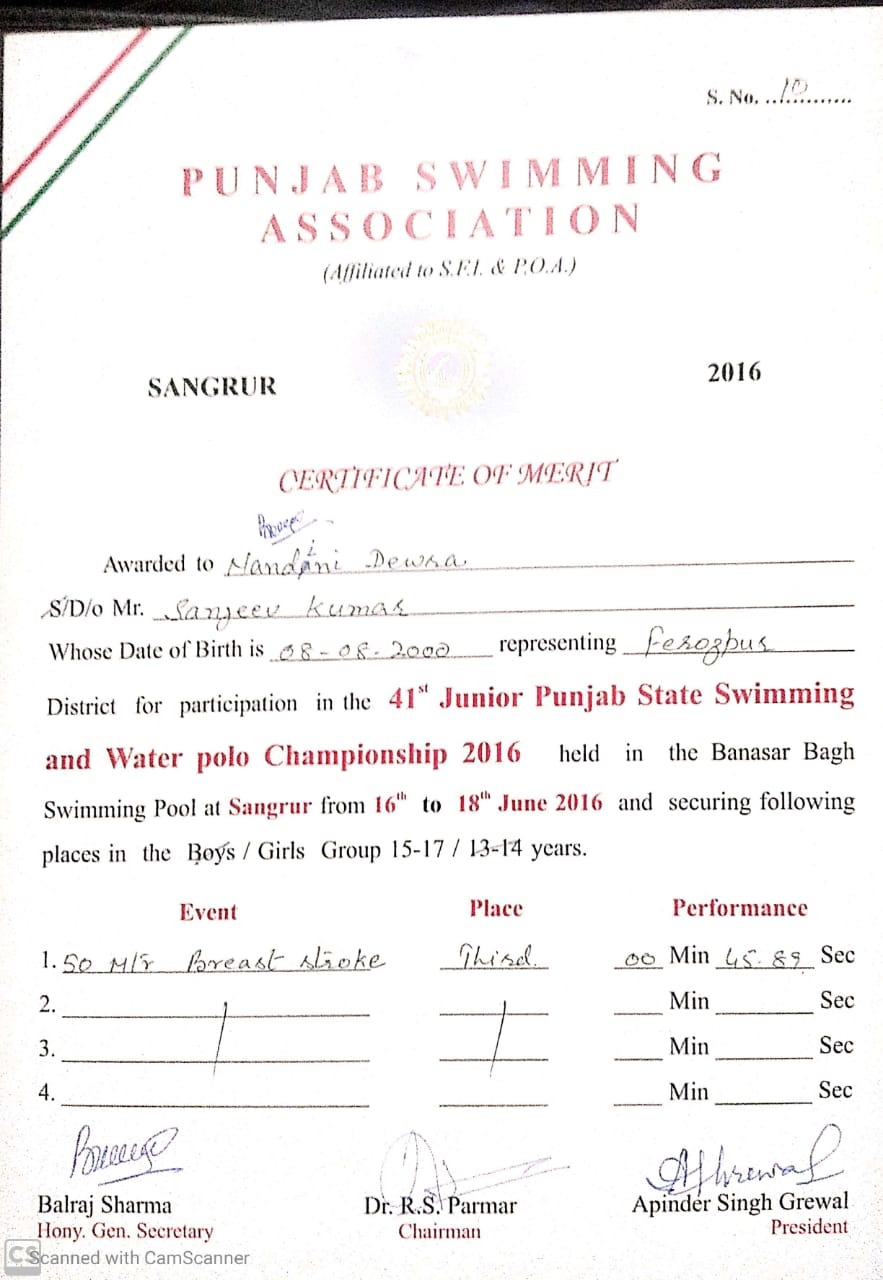 S. No. ..10............
PUNJAB SWIMMING
ASSOCIATION
(Affiliated to S.F.I. & P.O.A.)
SANGRUR 2016
CERTIFICATE OF MERIT
Awarded to Nandini Dewra
S/D/o Mr. Sanjeev Kumar
Whose Date of Birth is 08-08-2000 representing Ferozpur
District for participation in the 41st Junior Punjab State Swimming
and Water polo Championship 2016 held in the Banasar Bagh
Swimming Pool at Sangrur from 16th to 18th June 2016 and securing following
places in the Boys / Girls Group 15-17 / 13-14 years.
Event Place Performance
1. 50 Mtr Breast stroke Third. 00 Min 45.89 Sec
2. Min Sec
3. Min Sec
4. Min Sec
Balraj Sharma Dr. R.S. Parmar Apinder Singh Grewal
Hony. Gen. Secretary Chairman President
CS Scanned with CamScanner